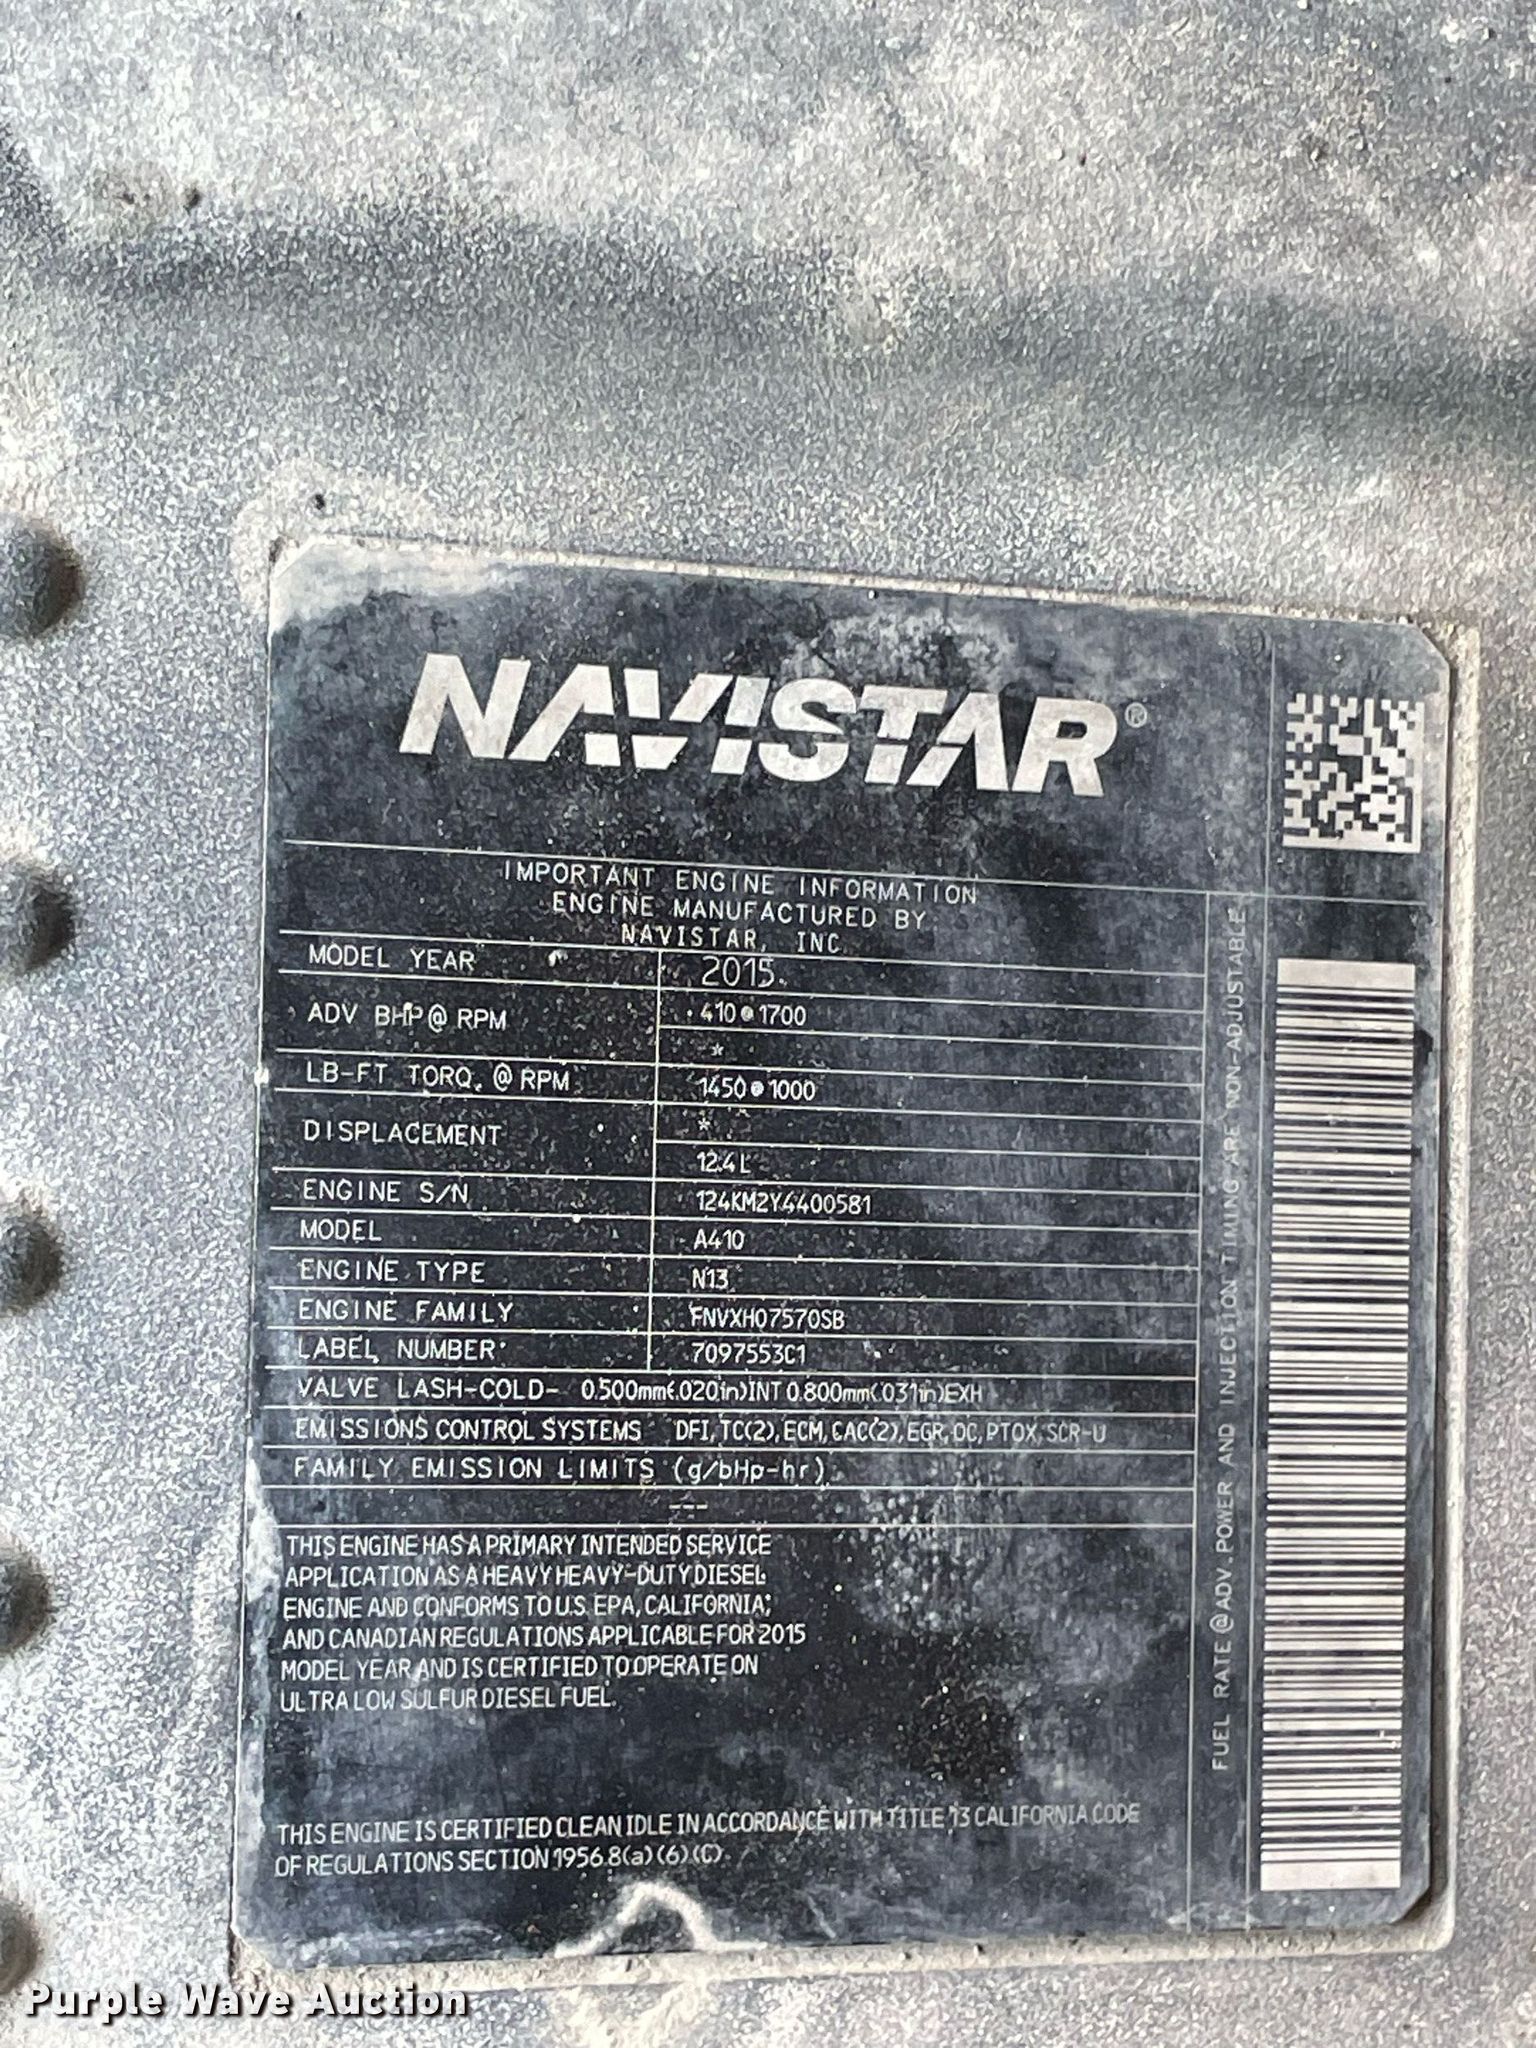 NAVISTAR®
IMPORTANT ENGINE INFORMATION
ENGINE MANUFACTURED BY
NAVISTAR, INC
MODEL YEAR 2015
ADV BHP@RPM 410@1700
*
LB-FT TORQ. @RPM 1450@1000
*
DISPLACEMENT 12.4 L
ENGINE S/N 124KM2Y4400581
MODEL A410
ENGINE TYPE N13
ENGINE FAMILY FNVXH07570SB
LABEL NUMBER 7097553C1
VALVE LASH-COLD- 0.500mm(.020in)INT 0.800mm(.031in)EXH
EMISSIONS CONTROL SYSTEMS DFI, TC(2), ECM, CAC(2), EGR, OC, PTOX, SCR-U
FAMILY EMISSION LIMITS (g/bHp-hr)
---
THIS ENGINE HAS A PRIMARY INTENDED SERVICE
APPLICATION AS A HEAVY HEAVY-DUTY DIESEL
ENGINE AND CONFORMS TO U.S. EPA, CALIFORNIA,
AND CANADIAN REGULATIONS APPLICABLE FOR 2015
MODEL YEAR AND IS CERTIFIED TO OPERATE ON
ULTRA LOW SULFUR DIESEL FUEL.
THIS ENGINE IS CERTIFIED CLEAN IDLE IN ACCORDANCE WITH TITLE 13 CALIFORNIA CODE
OF REGULATIONS SECTION 1956.8(a)(6)(C)
FUEL RATE @ADV. POWER AND INJECTION TIMING ARE NON-ADJUSTABLE
Purple Wave Auction